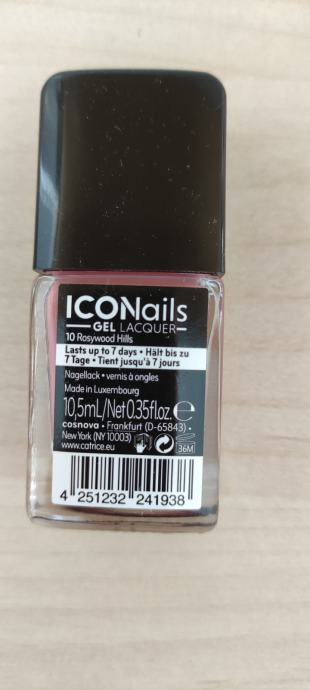 ICONails
GEL LACQUER
10 Rosywood Hills
Lasts up to 7 days • Hält bis zu
7 Tage • Tient jusqu'à 7 jours
Nagellack • vernis à ongles
Made in Luxembourg
10,5mL/Net0.35fl.oz. ℮
cosnova • Frankfurt (D-65843) •
New York (NY 10003)
www.catrice.eu 36M
4 251232 241938